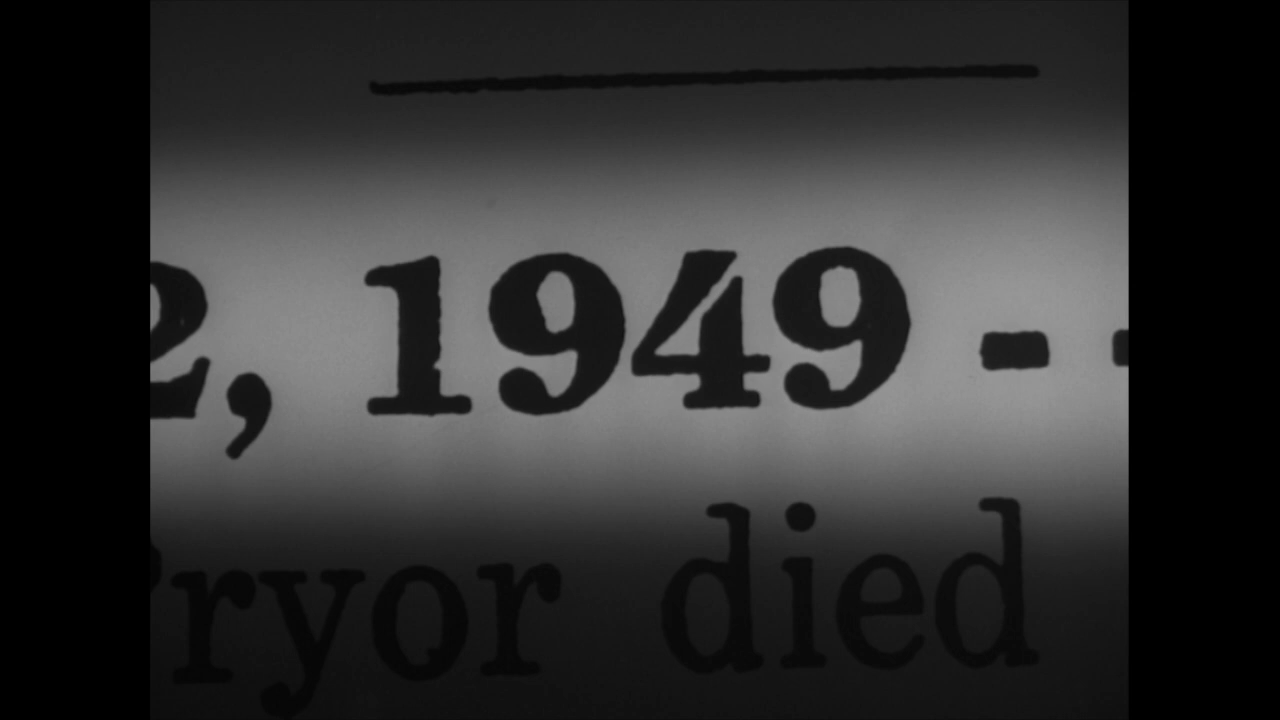 2, 1949 - -
ryor died